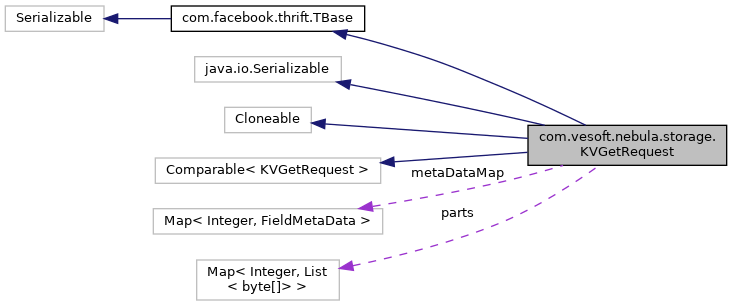 Serializable
com.facebook.thrift.TBase
java.io.Serializable
Cloneable
com.vesoft.nebula.storage.
KVGetRequest
Comparable< KVGetRequest >
metaDataMap
Map< Integer, FieldMetaData >
parts
Map< Integer, List
< byte[]> >